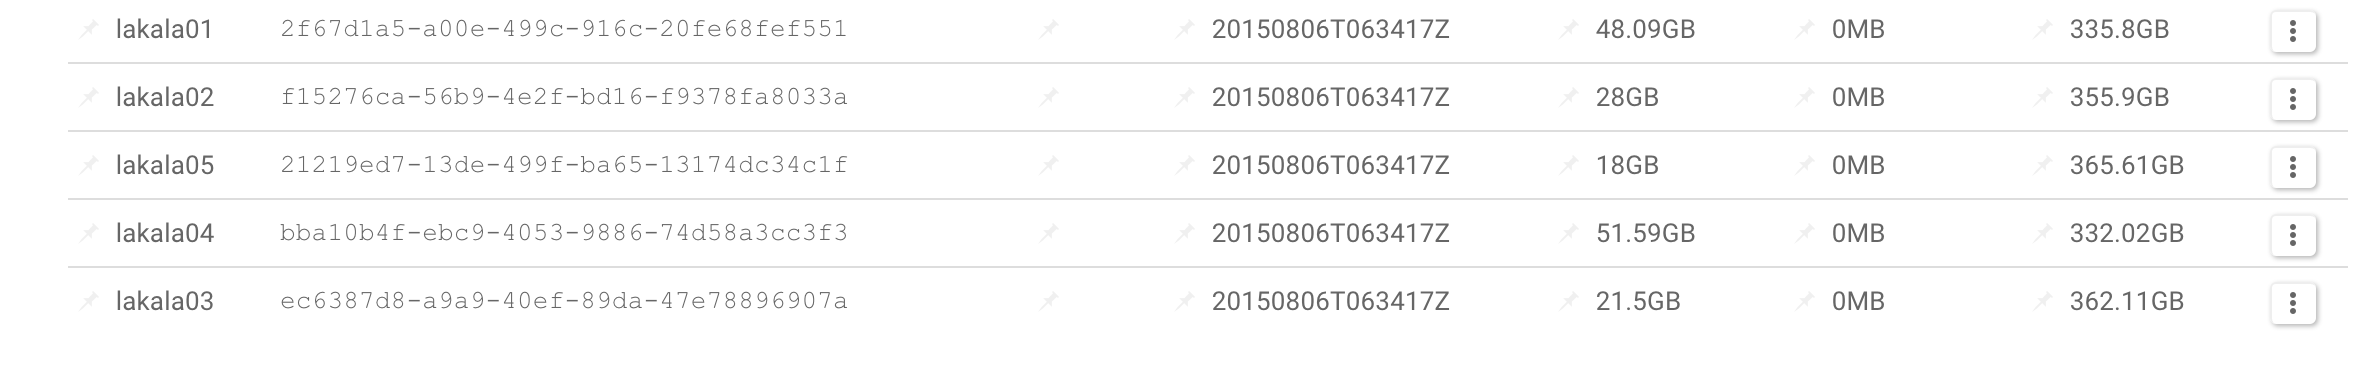 lakala01 2f67d1a5-a00e-499c-916c-20fe68fef551 20150806T063417Z 48.09GB 0MB 335.8GB
lakala02 f15276ca-56b9-4e2f-bd16-f9378fa8033a 20150806T063417Z 28GB 0MB 355.9GB
lakala05 21219ed7-13de-499f-ba65-13174dc34c1f 20150806T063417Z 18GB 0MB 365.61GB
lakala04 bba10b4f-ebc9-4053-9886-74d58a3cc3f3 20150806T063417Z 51.59GB 0MB 332.02GB
lakala03 ec6387d8-a9a9-40ef-89da-47e78896907a 20150806T063417Z 21.5GB 0MB 362.11GB